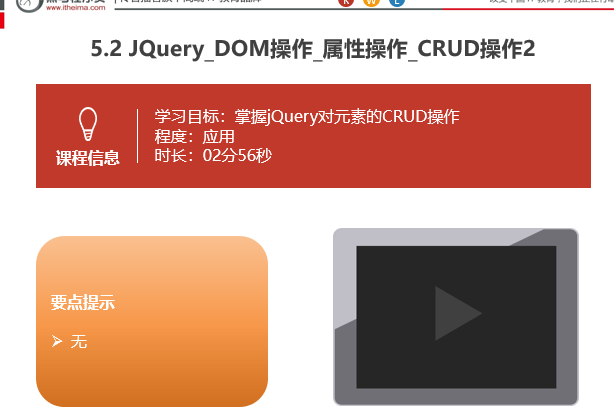 www.itheima.com
5.2 JQuery_DOM操作_属性操作_CRUD操作2
学习目标：掌握jQuery对元素的CRUD操作
程度：应用
时长：02分56秒
课程信息
要点提示
➢ 无